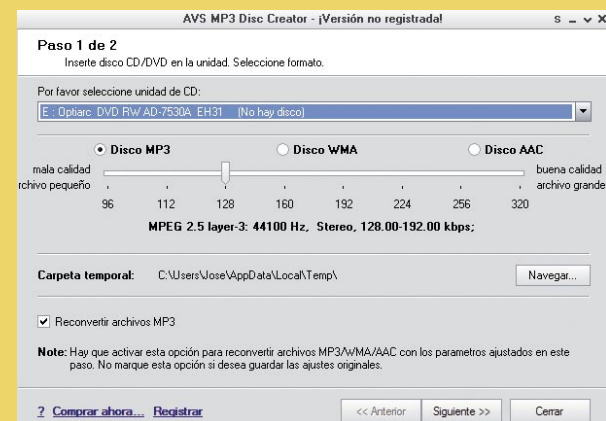 AVS MP3 Disc Creator - ¡Versión no registrada!
S
Paso 1 de 2
Inserte disco CD/DVD en la unidad. Seleccione formato.
Por favor seleccione unidad de CD:
E : Optiarc DVD RW AD-7530A EH31 (No hay disco)
Disco MP3 Disco WMA Disco AAC
mala calidad buena calidad
rchivo pequeño archivo grande
96 112 128 160 192 224 256 320
MPEG 2.5 layer-3: 44100 Hz, Stereo, 128.00-192.00 kbps;
Carpeta temporal: C:\Users\Jose\AppData\Local\Temp\ Navegar...
Reconvertir archivos MP3
Note: Hay que activar esta opción para reconvertir archivos MP3/WMA/AAC con los parametros ajustados en este
paso. No marque esta opción si desea guardar las ajustes originales.
? Comprar ahora... Registrar << Anterior Siguiente >> Cerrar